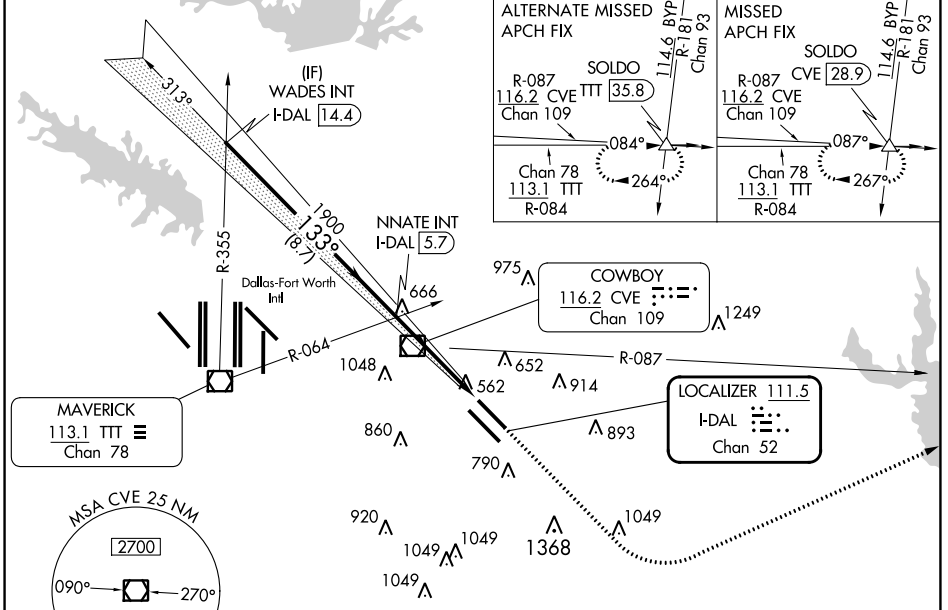 ALTERNATE MISSED
APCH FIX
SOLDO
TTT 35.8
R-087
116.2 CVE
Chan 109
114.6 BYP
R-181
Chan 93
084°
264°
Chan 78
113.1 TTT
R-084
MISSED
APCH FIX
SOLDO
CVE 28.9
R-087
116.2 CVE
Chan 109
114.6 BYP
R-181
Chan 93
087°
267°
Chan 78
113.1 TTT
R-084
313°
(IF)
WADES INT
I-DAL 14.4
1900
133°
(8.7)
NNATE INT
I-DAL 5.7
R-355
Dallas-Fort Worth
Intl
666
975
COWBOY
116.2 CVE
Chan 109
1249
R-064
R-087
1048
652
562
914
MAVERICK
113.1 TTT
Chan 78
LOCALIZER 111.5
I-DAL
Chan 52
860
893
790
MSA CVE 25 NM
2700
090°
270°
920
1049
1049
1368
1049
1049